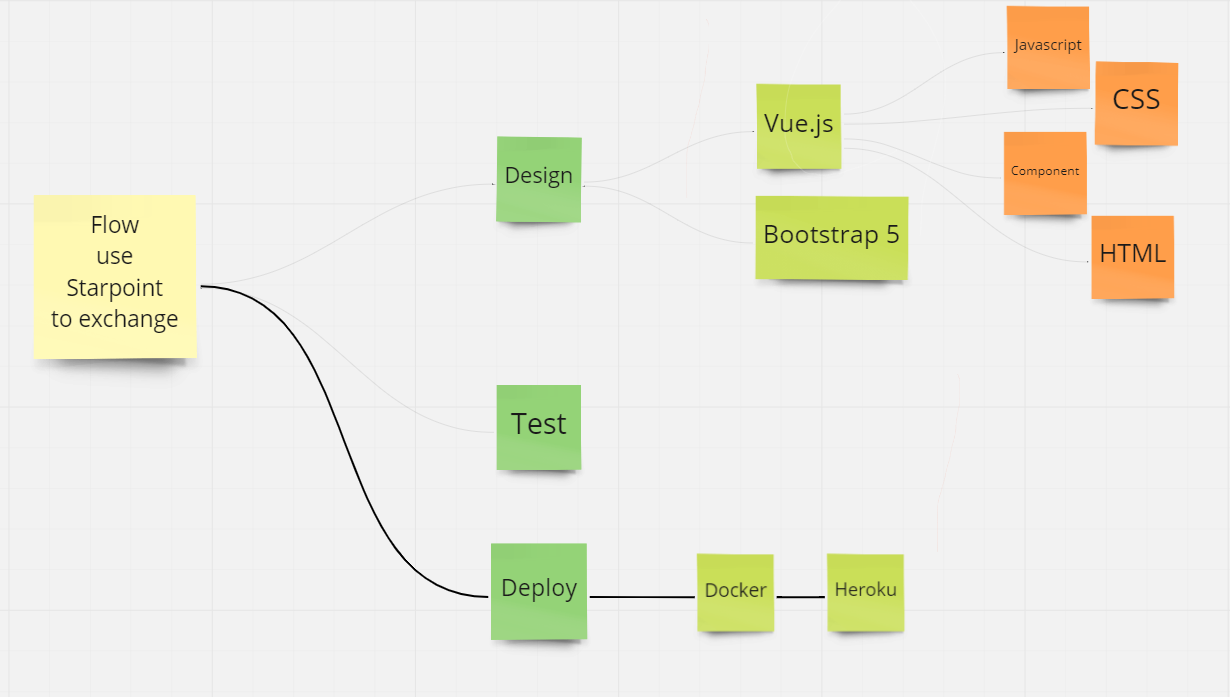 Flow
use
Starpoint
to exchange
Design
Vue.js
Bootstrap 5
Javascript
CSS
Component
HTML
Test
Deploy
Docker
Heroku